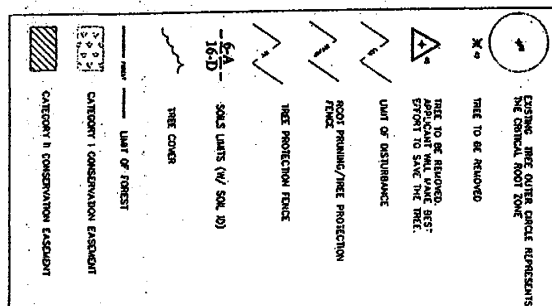 EXISTING TREE OUTER CIRCLE REPRESENTS
THE CRITICAL ROOT ZONE
TREE TO BE REMOVED
TREE TO BE REMOVED.
APPLICANT WILL MAKE BEST
EFFORT TO SAVE THE TREE.
LIMIT OF DISTURBANCE
ROOT PRUNING/TREE PROTECTION
FENCE
TREE PROTECTION FENCE
6-A
16-D
SOILS LIMITS (W/ SOIL ID)
TREE COVER
LIMIT OF FOREST
CATEGORY I CONSERVATION EASEMENT
CATEGORY II CONSERVATION EASEMENT